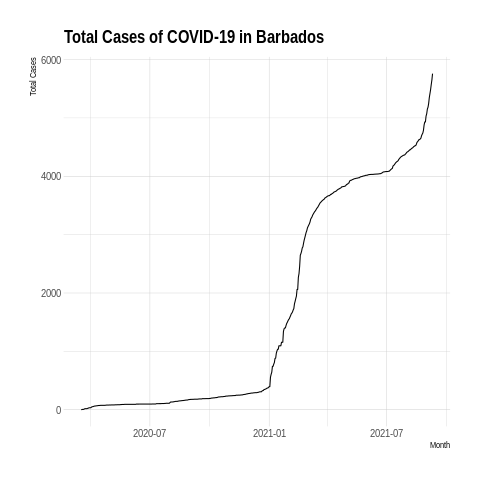 Total Cases of COVID-19 in Barbados
Total Cases
6000
4000
2000
0
2020-07
2021-01
2021-07
Month